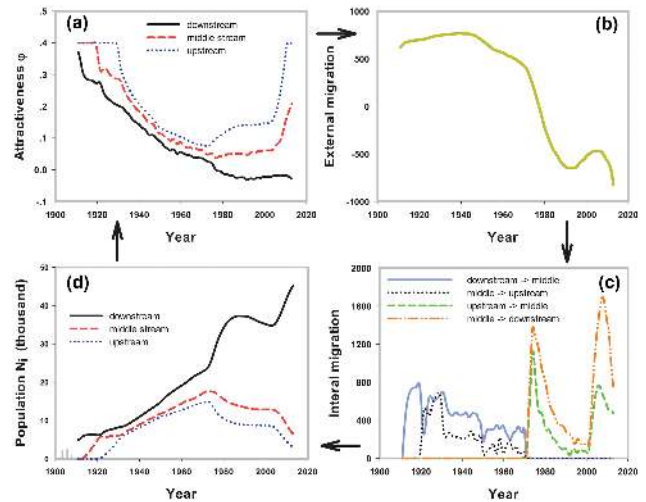 (a)
downstream
middle stream
upstream
.4
.4
.3
.2
.1
0.0
-.1
Attractiveness φ
1900 1920 1940 1960 1980 2000 2020
Year
(b)
1000
500
0
-500
-1000
External migration
1900 1920 1940 1960 1980 2000 2020
Year
(d)
downstream
middle stream
upstream
50
40
30
20
10
0
Population Ni (thousand)
1900 1920 1940 1960 1980 2000 2020
Year
(c)
downstream -> middle
middle -> upstream
upstream -> middle
middle -> downstream
2000
1600
1200
800
400
0
Interal migration
1900 1920 1940 1960 1980 2000 2020
Year